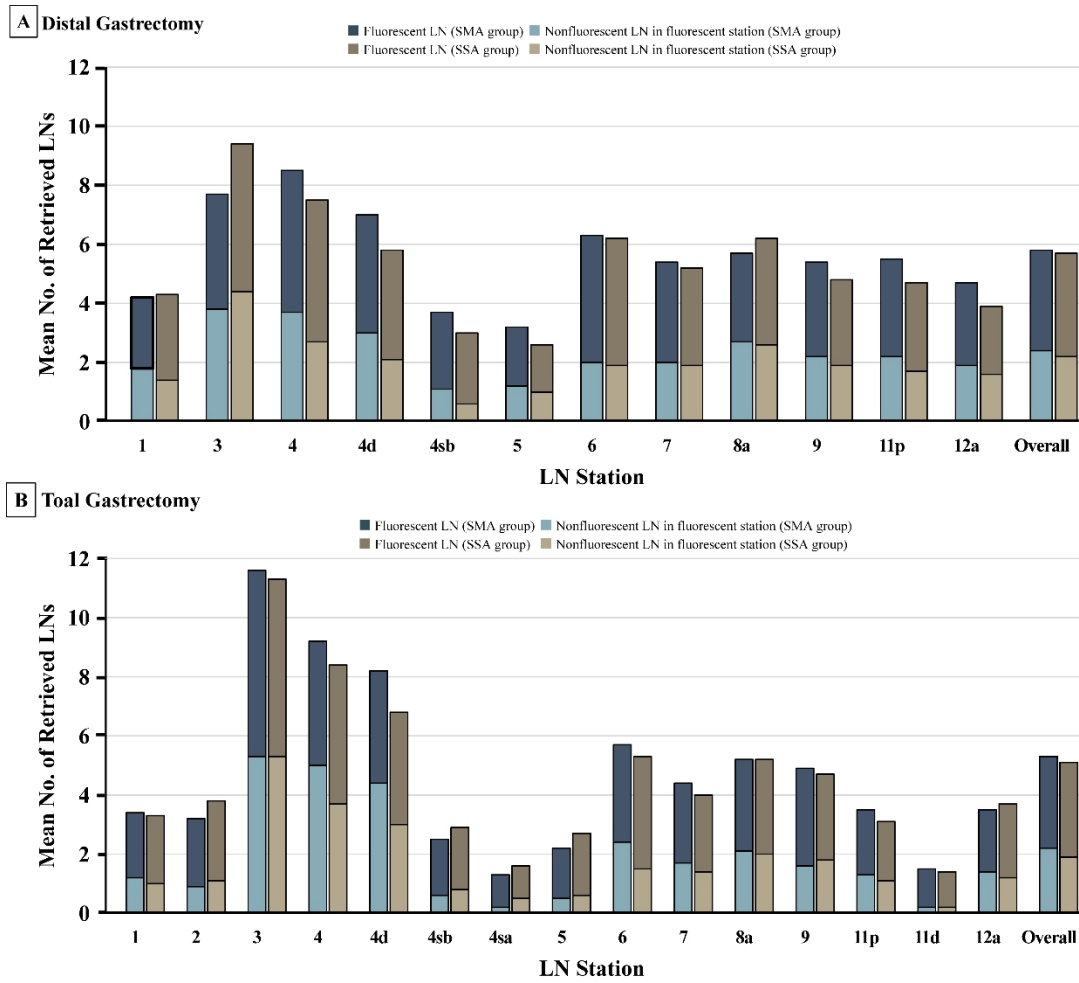 A Distal Gastrectomy
Fluorescent LN (SMA group) Nonfluorescent LN in fluorescent station (SMA group)
Fluorescent LN (SSA group) Nonfluorescent LN in fluorescent station (SSA group)
Mean No. of Retrieved LNs
12
10
8
6
4
2
0
1 3 4 4d 4sb 5 6 7 8a 9 11p 12a Overall
LN Station
B Toal Gastrectomy
Fluorescent LN (SMA group) Nonfluorescent LN in fluorescent station (SMA group)
Fluorescent LN (SSA group) Nonfluorescent LN in fluorescent station (SSA group)
Mean No. of Retrieved LNs
12
10
8
6
4
2
0
1 2 3 4 4d 4sb 4sa 5 6 7 8a 9 11p 11d 12a Overall
LN Station